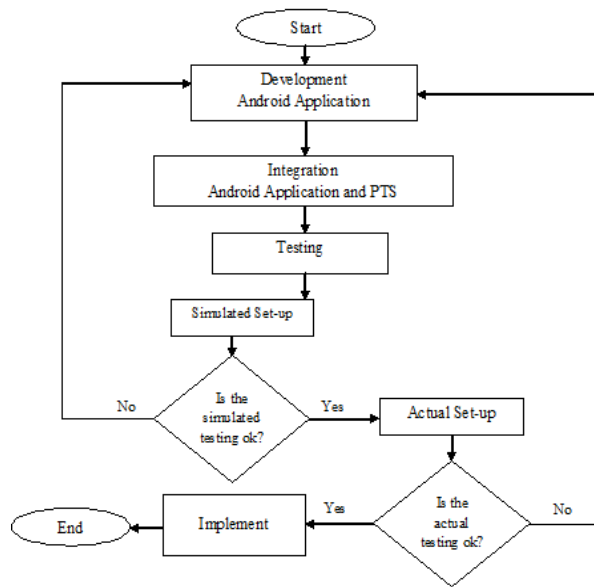 Start
Development
Android Application
Integration
Android Application and PTS
Testing
Simulated Set-up
Is the
simulated
testing ok?
No
Yes
Actual Set-up
Is the
actual
testing ok?
Yes
No
Implement
End